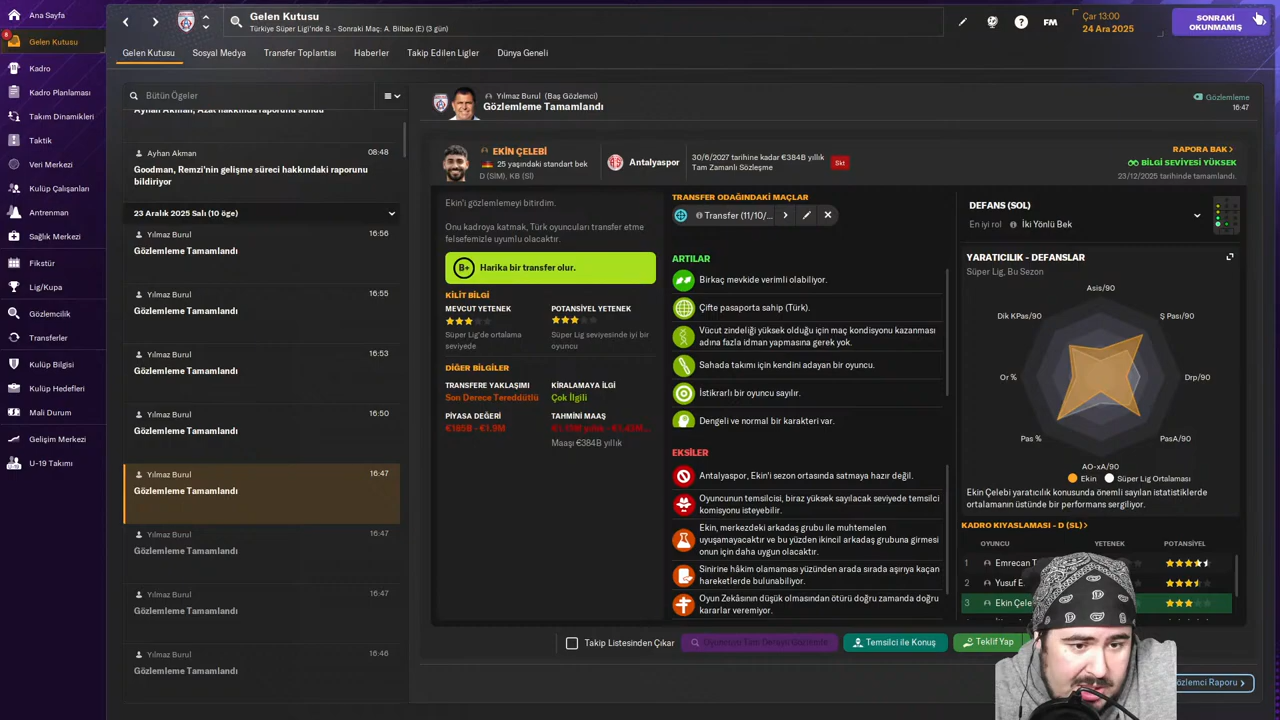 Ana Sayfa
8
Gelen Kutusu
Kadro
Kadro Planlaması
Takım Dinamikleri
Taktik
Veri Merkezi
Kulüp Çalışanları
Antrenman
Sağlık Merkezi
Fikstür
Lig/Kupa
Gözlemcilik
Transferler
Kulüp Bilgisi
Kulüp Hedefleri
Mali Durum
Gelişim Merkezi
U-19 Takımı
Gelen Kutusu
Türkiye Süper Lig'inde 8. - Sonraki Maç: A. Bilbao (E) (3 gün)
FM
Çar 13:00
24 Ara 2025
SONRAKİ
OKUNMAMIŞ
Gelen Kutusu
Sosyal Medya
Transfer Toplantısı
Haberler
Takip Edilen Ligler
Dünya Geneli
Bütün Ögeler
Ayhan Akman, Azat hakkında raporunu sundu
Ayhan Akman
08:48
Goodman, Remzi'nin gelişme süreci hakkındaki raporunu
bildiriyor
23 Aralık 2025 Salı (10 öge)
Yılmaz Burul
16:56
Gözlemleme Tamamlandı
Yılmaz Burul
16:55
Gözlemleme Tamamlandı
Yılmaz Burul
16:53
Gözlemleme Tamamlandı
Yılmaz Burul
16:50
Gözlemleme Tamamlandı
Yılmaz Burul
16:47
Gözlemleme Tamamlandı
Yılmaz Burul
16:47
Gözlemleme Tamamlandı
Yılmaz Burul
16:47
Gözlemleme Tamamlandı
Yılmaz Burul
16:46
Gözlemleme Tamamlandı
Yılmaz Burul (Baş Gözlemci)
Gözlemleme Tamamlandı
Gözlemleme
16:47
EKİN ÇELEBİ
25 yaşındaki standart bek
D (SİM), KB (SL)
Antalyaspor
30/6/2027 tarihine kadar €384B yıllık
Tam Zamanlı Sözleşme
Skt
RAPORA BAK
BİLGİ SEVİYESİ YÜKSEK
23/12/2025 tarihinde tamamlandı.
Ekin'i gözlemlemeyi bitirdim.
Onu kadroya katmak, Türk oyuncuları transfer etme
felsefemizle uyumlu olacaktır.
B+
Harika bir transfer olur.
KİLİT BİLGİ
MEVCUT YETENEK
POTANSİYEL YETENEK
Süper Lig'de ortalama
seviyede
Süper Lig seviyesinde iyi bir
oyuncu
DİĞER BİLGİLER
TRANSFERE YAKLAŞIMI
KİRALAMAYA İLGİ
Son Derece Tereddütlü
Çok İlgili
PİYASA DEĞERİ
TAHMİNİ MAAŞ
€185B - €1.9M
Maaşı €384B yıllık
TRANSFER ODAĞINDAKİ MAÇLAR
Transfer (11/10/...
ARTILAR
Birkaç mevkide verimli olabiliyor.
Çifte pasaporta sahip (Türk).
Vücut zindeliği yüksek olduğu için maç kondisyonu kazanması
adına fazla idman yapmasına gerek yok.
Sahada takımı için kendini adayan bir oyuncu.
İstikrarlı bir oyuncu sayılır.
Dengeli ve normal bir karakteri var.
EKSİLER
Antalyaspor, Ekin'i sezon ortasında satmaya hazır değil.
Oyuncunun temsilcisi, biraz yüksek sayılacak seviyede temsilci
komisyonu isteyebilir.
Ekin, merkezdeki arkadaş grubu ile muhtemelen
uyuşamayacaktır ve bu yüzden ikincil arkadaş grubuna girmesi
onun için daha uygun olacaktır.
Sinirine hâkim olamaması yüzünden arada sırada aşırıya kaçan
hareketlerde bulunabiliyor.
Oyun Zekâsının düşük olmasından ötürü doğru zamanda doğru
kararlar veremiyor.
DEFANS (SOL)
En iyi rol
İki Yönlü Bek
YARATICILIK - DEFANSLAR
Süper Lig, Bu Sezon
Asis/90
Dik KPas/90
Ş Pası/90
Or %
Drp/90
Pas %
PasA/90
AO-xA/90
Ekin
Süper Lig Ortalaması
Ekin Çelebi yaratıcılık konusunda önemli sayılan istatistiklerde
ortalamanın üstünde bir performans sergiliyor.
KADRO KIYASLAMASI - D (SL)
OYUNCU
YETENEK
POTANSİYEL
1
Emrecan T.
2
Yusuf E.
3
Ekin Çele
Takip Listesinden Çıkar
Oyuncuyu Tam Detaylı Gözlemle
Temsilci ile Konuş
Teklif Yap
Raporu